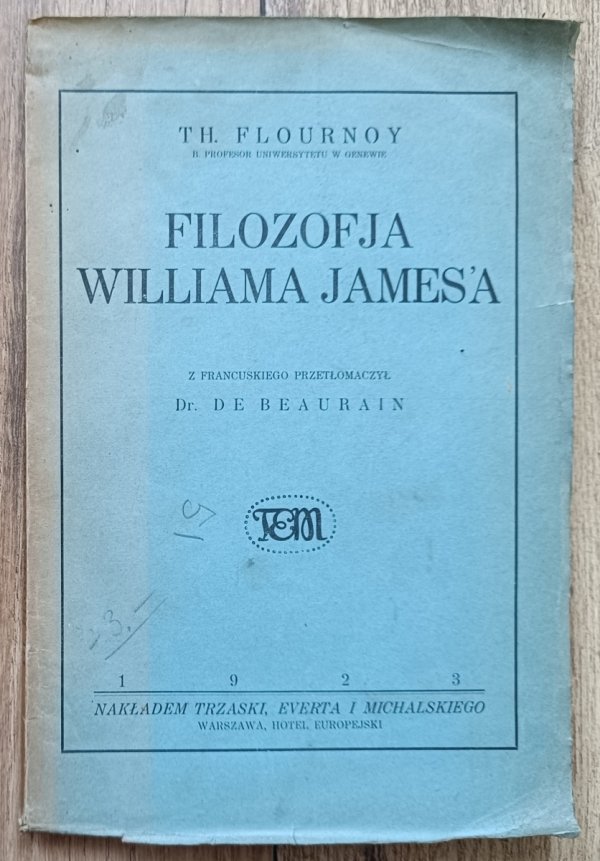 TH. FLOURNOY
B. PROFESOR UNIWERSYTETU W GENEWIE
FILOZOFJA
WILLIAMA JAMES'A
Z FRANCUSKIEGO PRZETŁOMACZYŁ
Dr. DE BEAURAIN
TEM
1 9 2 3
NAKŁADEM TRZASKI, EVERTA I MICHALSKIEGO
WARSZAWA, HOTEL EUROPEJSKI